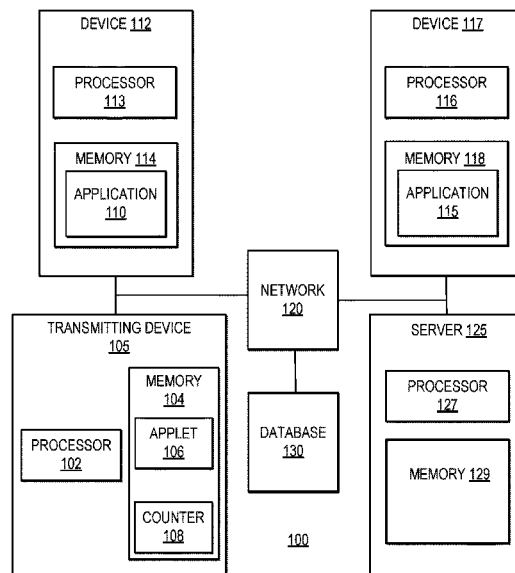 DEVICE 112
PROCESSOR
113
MEMORY 114
APPLICATION
110
DEVICE 117
PROCESSOR
116
MEMORY 118
APPLICATION
115
NETWORK
120
TRANSMITTING DEVICE
105
MEMORY
104
APPLET
106
PROCESSOR
102
COUNTER
108
DATABASE
130
100
SERVER 125
PROCESSOR
127
MEMORY 129